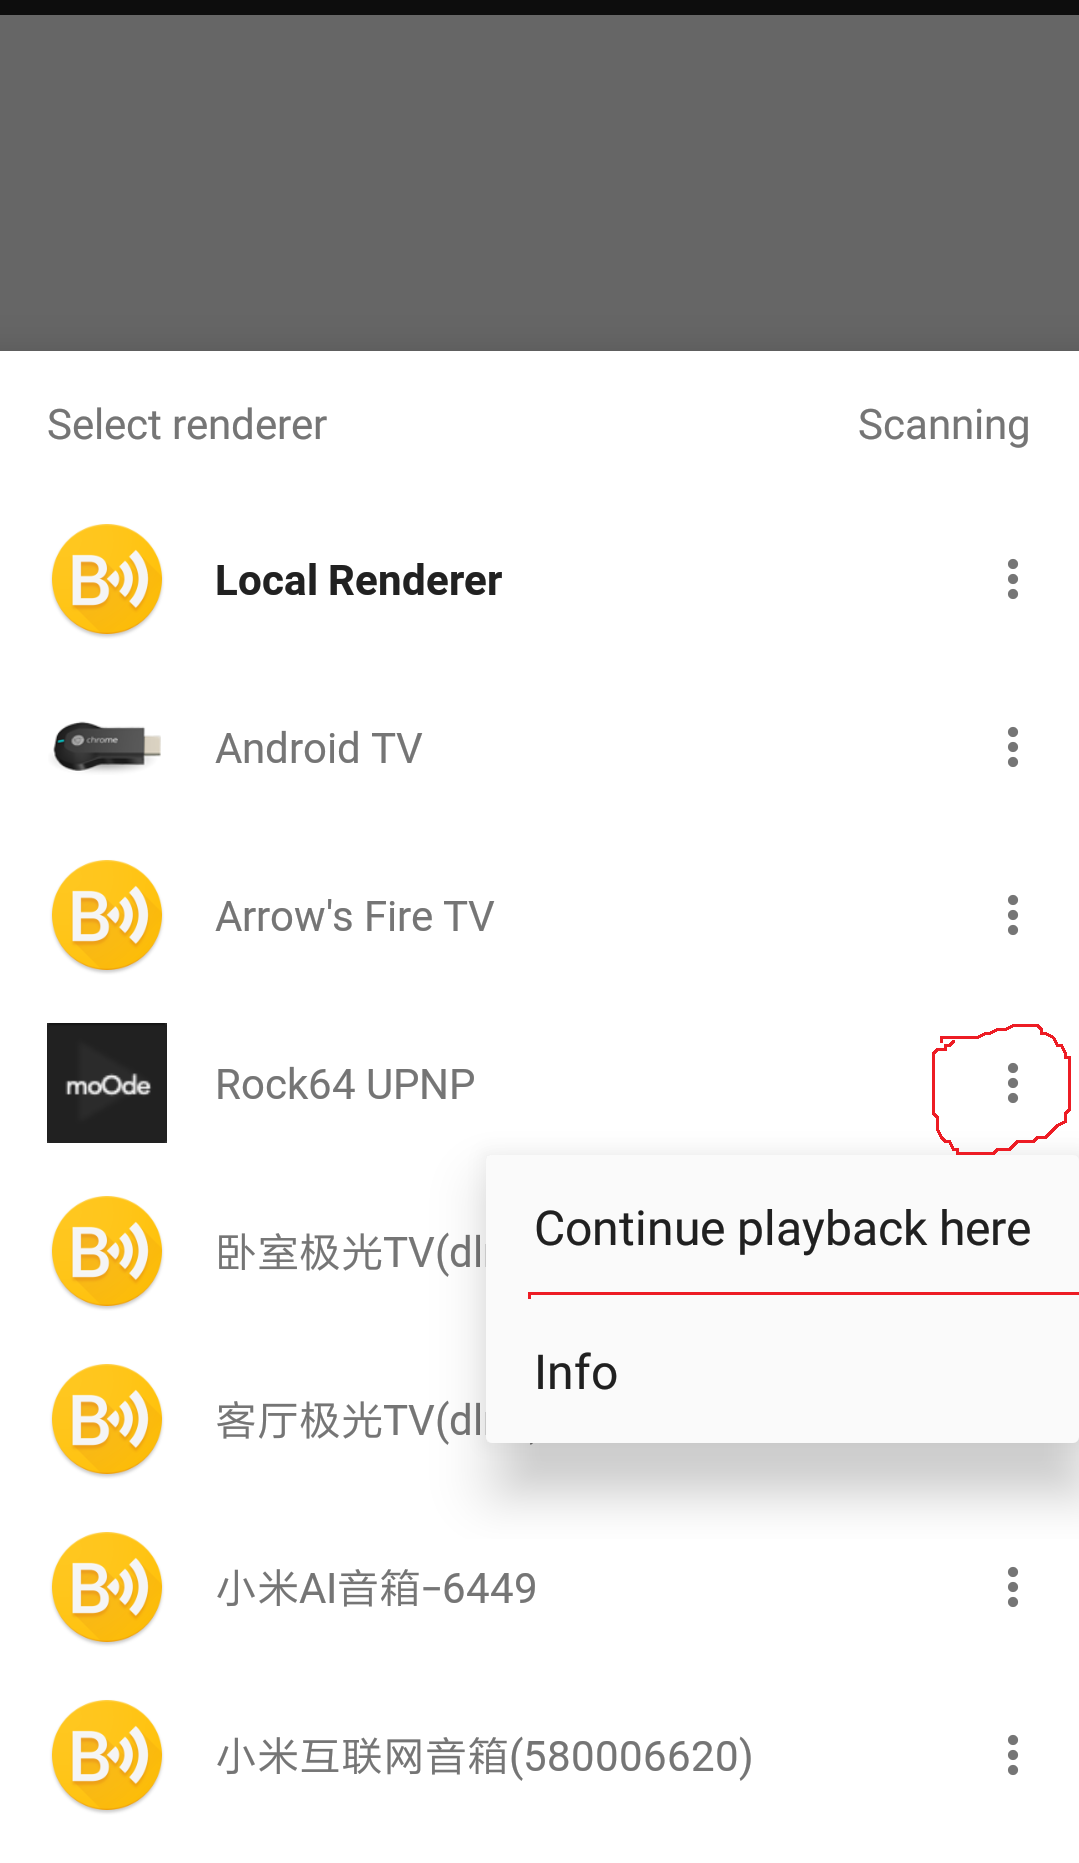 Select renderer
Scanning
B
Local Renderer
chrome
Android TV
B
Arrow's Fire TV
moOde
Rock64 UPNP
Continue playback here
B
卧室极光TV(dl
Info
B
客厅极光TV(dl
B
小米AI音箱-6449
B
小米互联网音箱(580006620)